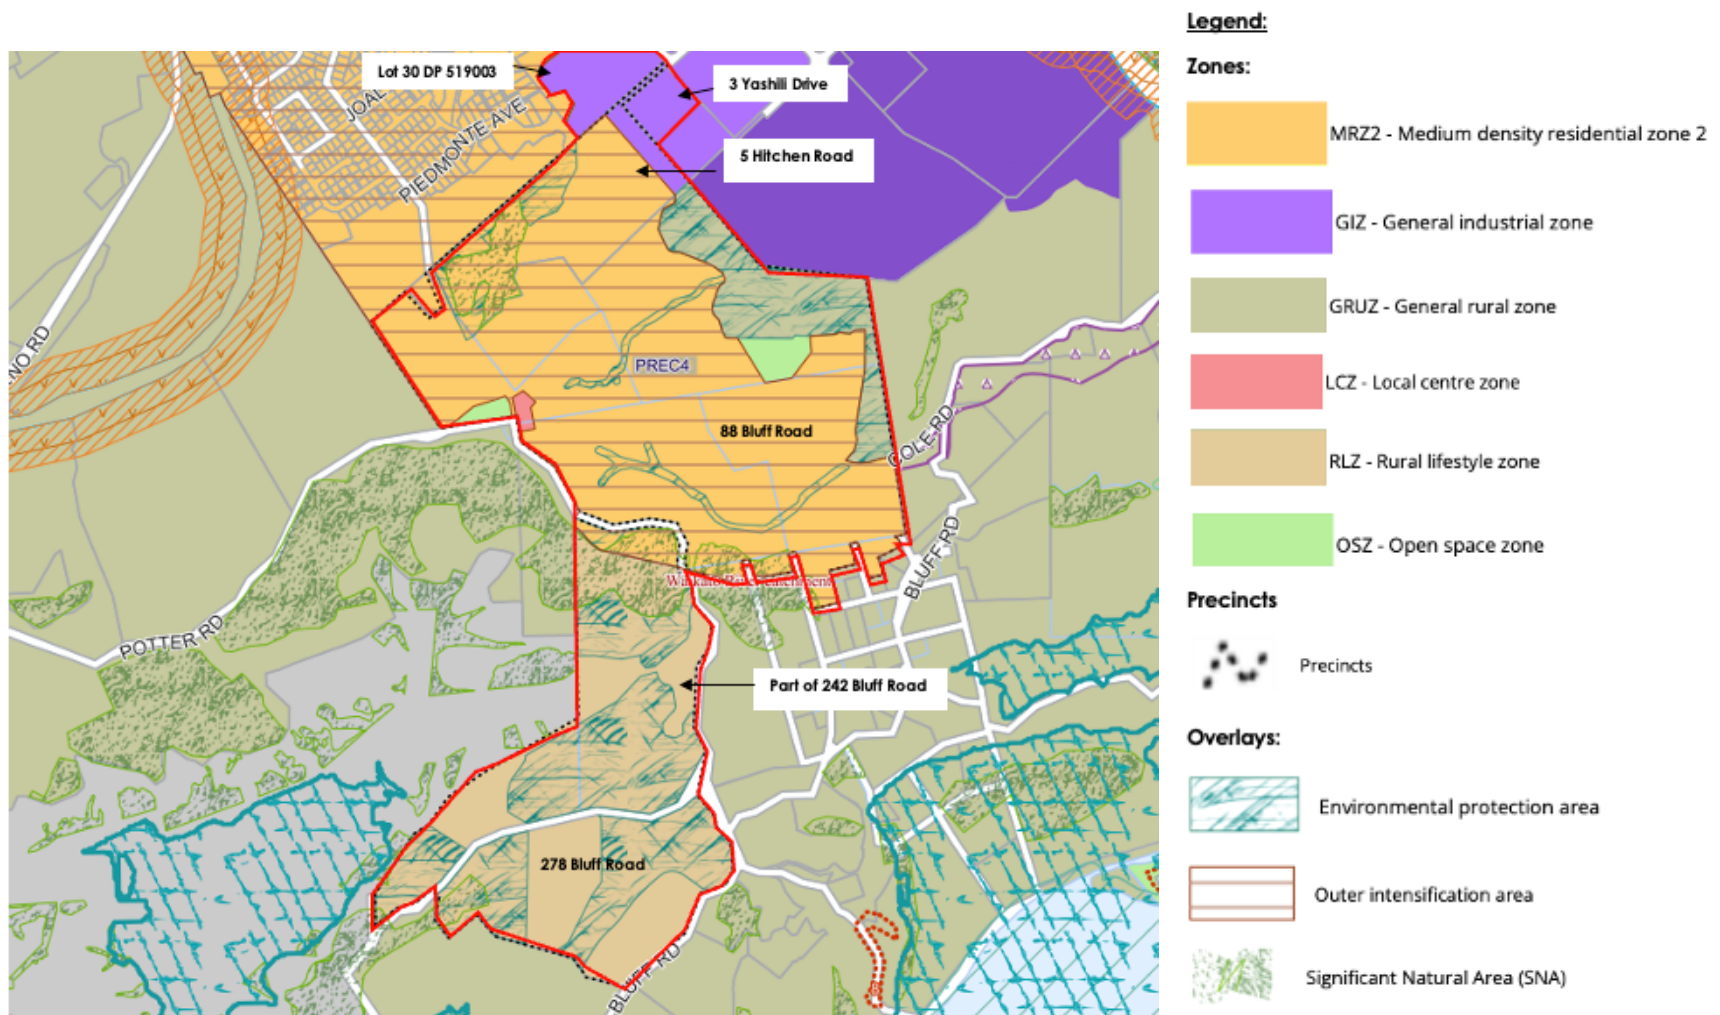 Legend:
Zones:
MRZ2 - Medium density residential zone 2
GIZ - General industrial zone
GRUZ - General rural zone
LCZ - Local centre zone
RLZ - Rural lifestyle zone
OSZ - Open space zone
Precincts
Precincts
Overlays:
Environmental protection area
Outer intensification area
Significant Natural Area (SNA)
Lot 30 DP 519003
3 Yashili Drive
JOAL
PIEDMONTE AVE
5 Hitchen Road
NO RD
PREC4
88 Bluff Road
COLE RD
BLUFF RD
POTTER RD
Part of 242 Bluff Road
278 Bluff Road
BLUFF RD